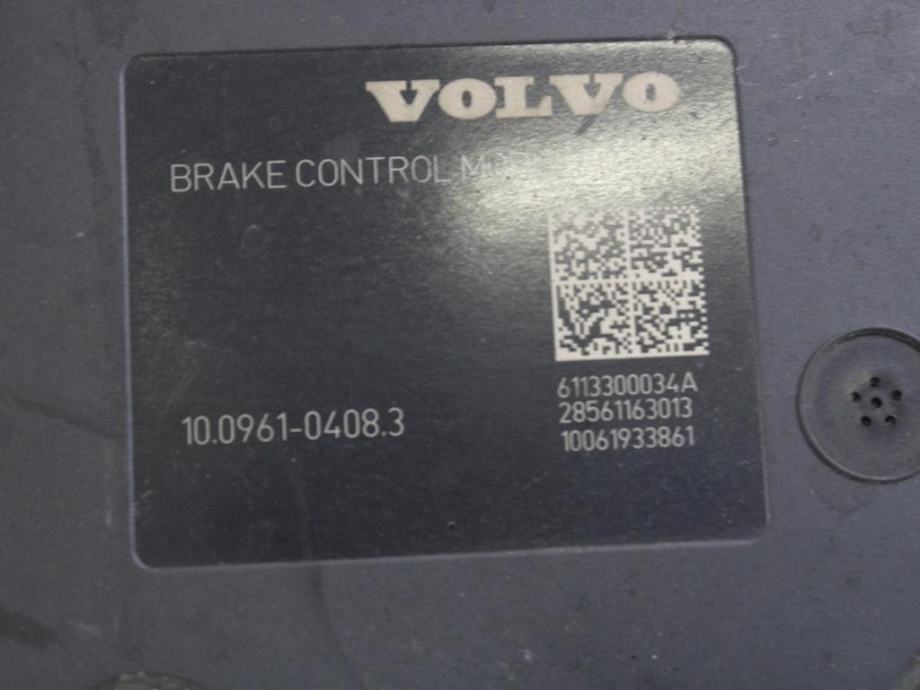 VOLVO
BRAKE CONTROL
10.0961-0408.3
6113300034A
28561163013
10061933861